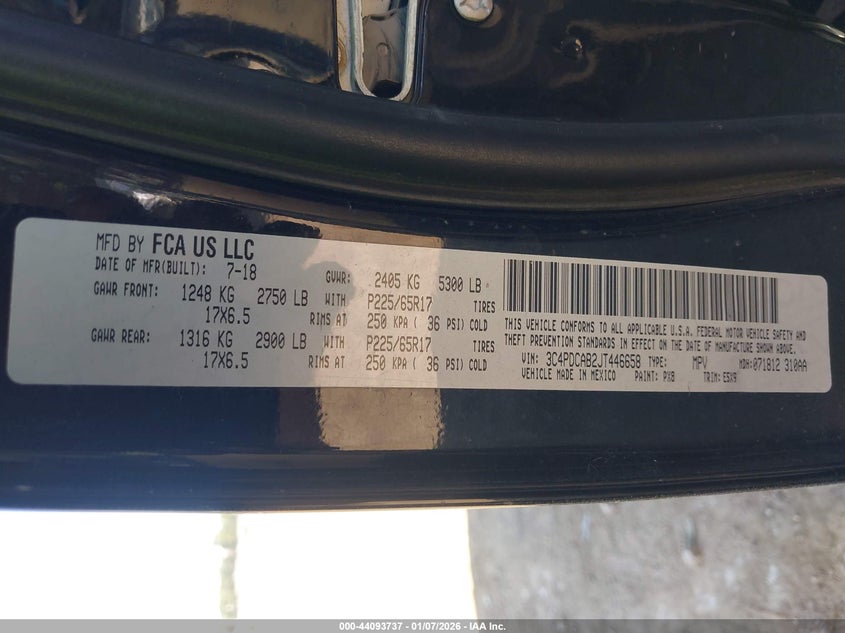 MFD BY FCA US LLC
DATE OF MFR(BUILT): 7-18 GVWR: 2405 KG 5300 LB
GAWR FRONT: 1248 KG 2750 LB WITH P225/65R17 TIRES
17X6.5 RIMS AT 250 KPA ( 36 PSI) COLD
GAWR REAR: 1316 KG 2900 LB WITH P225/65R17 TIRES
17X6.5 RIMS AT 250 KPA ( 36 PSI) COLD
THIS VEHICLE CONFORMS TO ALL APPLICABLE U.S.A. FEDERAL MOTOR VEHICLE SAFETY AND
THEFT PREVENTION STANDARDS IN EFFECT ON THE DATE OF MANUFACTURE SHOWN ABOVE.
VIN: 3C4PDCAB2JT446658 TYPE: MPV MDH:071812 310AA
VEHICLE MADE IN MEXICO PAINT: PX8 TRIM: E5X9
000-44093737 - 01/07/2026 - IAA Inc.